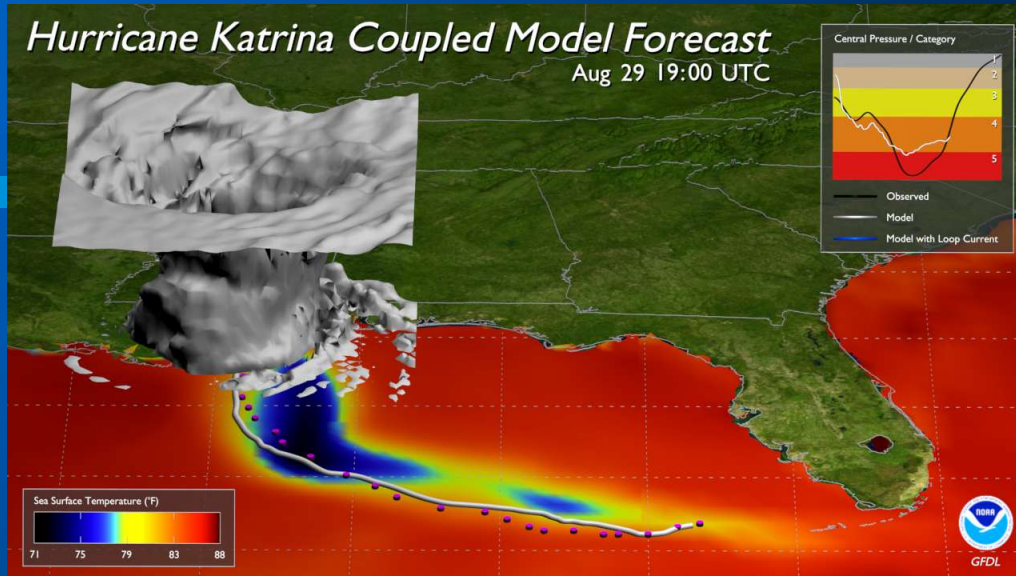 Hurricane Katrina Coupled Model Forecast
Aug 29 19:00 UTC
Central Pressure / Category
1
2
3
4
5
Observed
Model
Model with Loop Current
Sea Surface Temperature (°F)
71 75 79 83 88
NOAA
GFDL